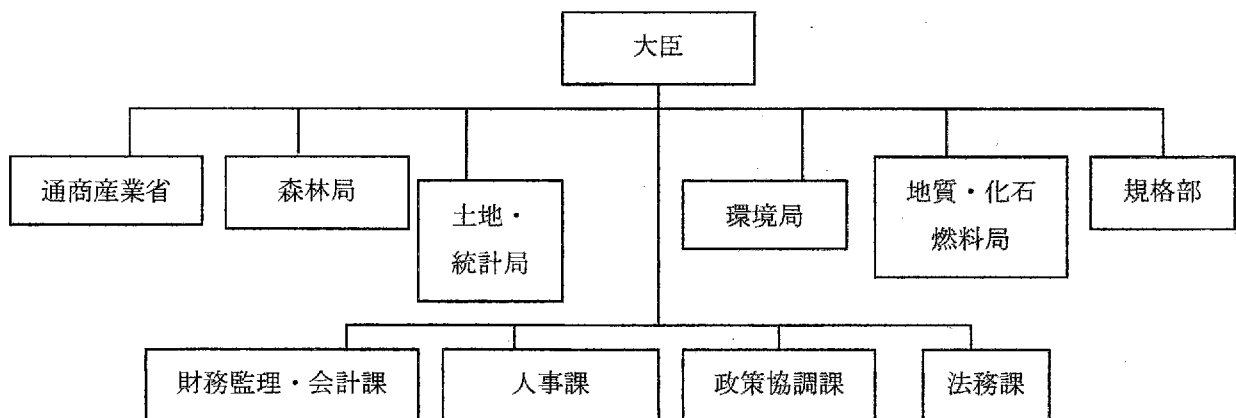 大臣
通商産業省
森林局
土地・
統計局
環境局
地質・化石
燃料局
規格部
財務監理・会計課
人事課
政策協調課
法務課